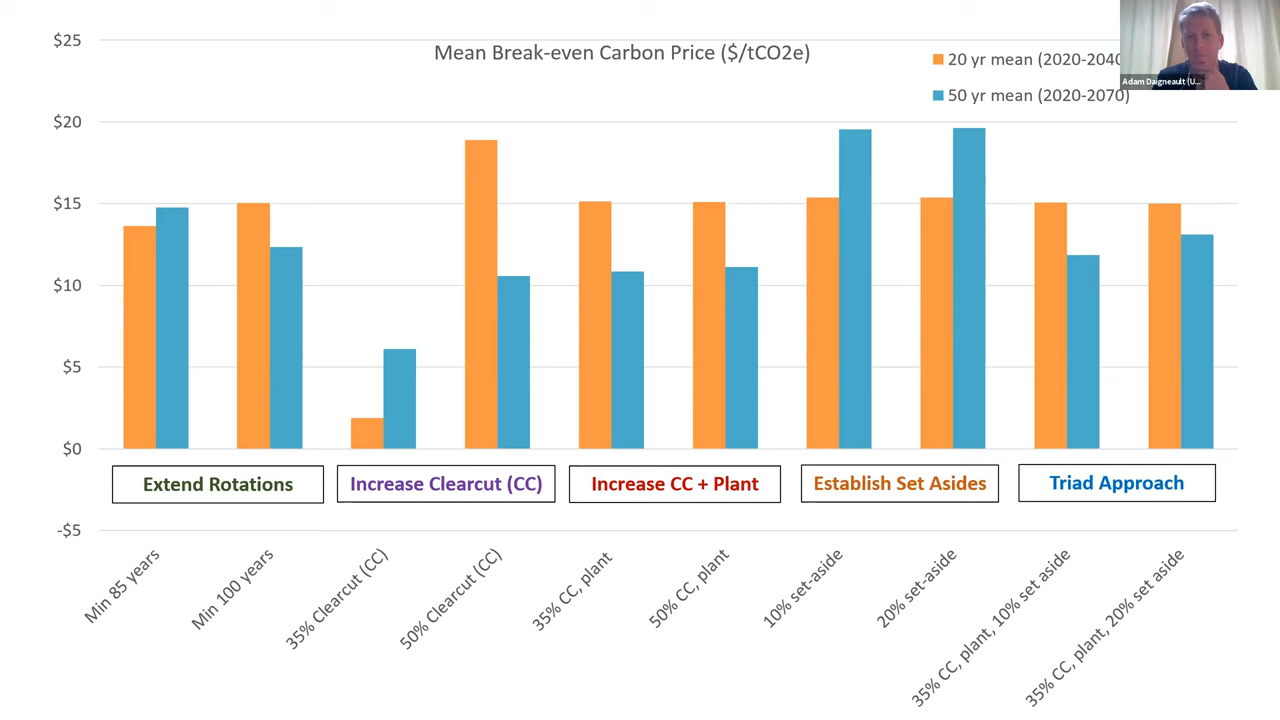 Mean Break-even Carbon Price ($/tCO2e)
20 yr mean (2020-2040
50 yr mean (2020-2070)
Adam Daigneault (U...
$25
$20
$15
$10
$5
$0
-$5
Extend Rotations
Increase Clearcut (CC)
Increase CC + Plant
Establish Set Asides
Triad Approach
Min 85 years
Min 100 years
35% Clearcut (CC)
50% Clearcut (CC)
35% CC, plant
50% CC, plant
10% set-aside
20% set-aside
35% CC, plant, 10% set aside
35% CC, plant, 20% set aside